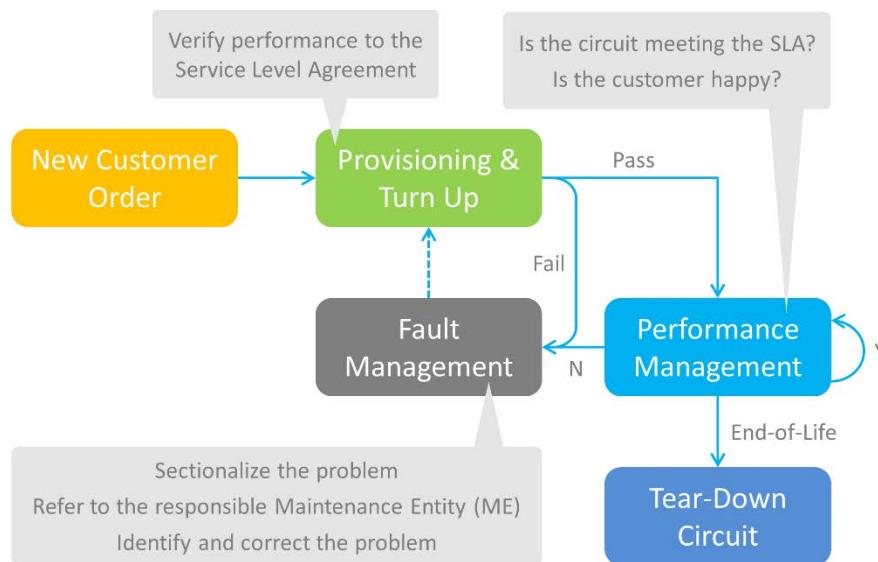 Verify performance to the
Service Level Agreement
Is the circuit meeting the SLA?
Is the customer happy?
New Customer
Order
Provisioning &
Turn Up
Pass
Fail
Fault
Management
N
Performance
Management
Y
End-of-Life
Sectionalize the problem
Refer to the responsible Maintenance Entity (ME)
Identify and correct the problem
Tear-Down
Circuit